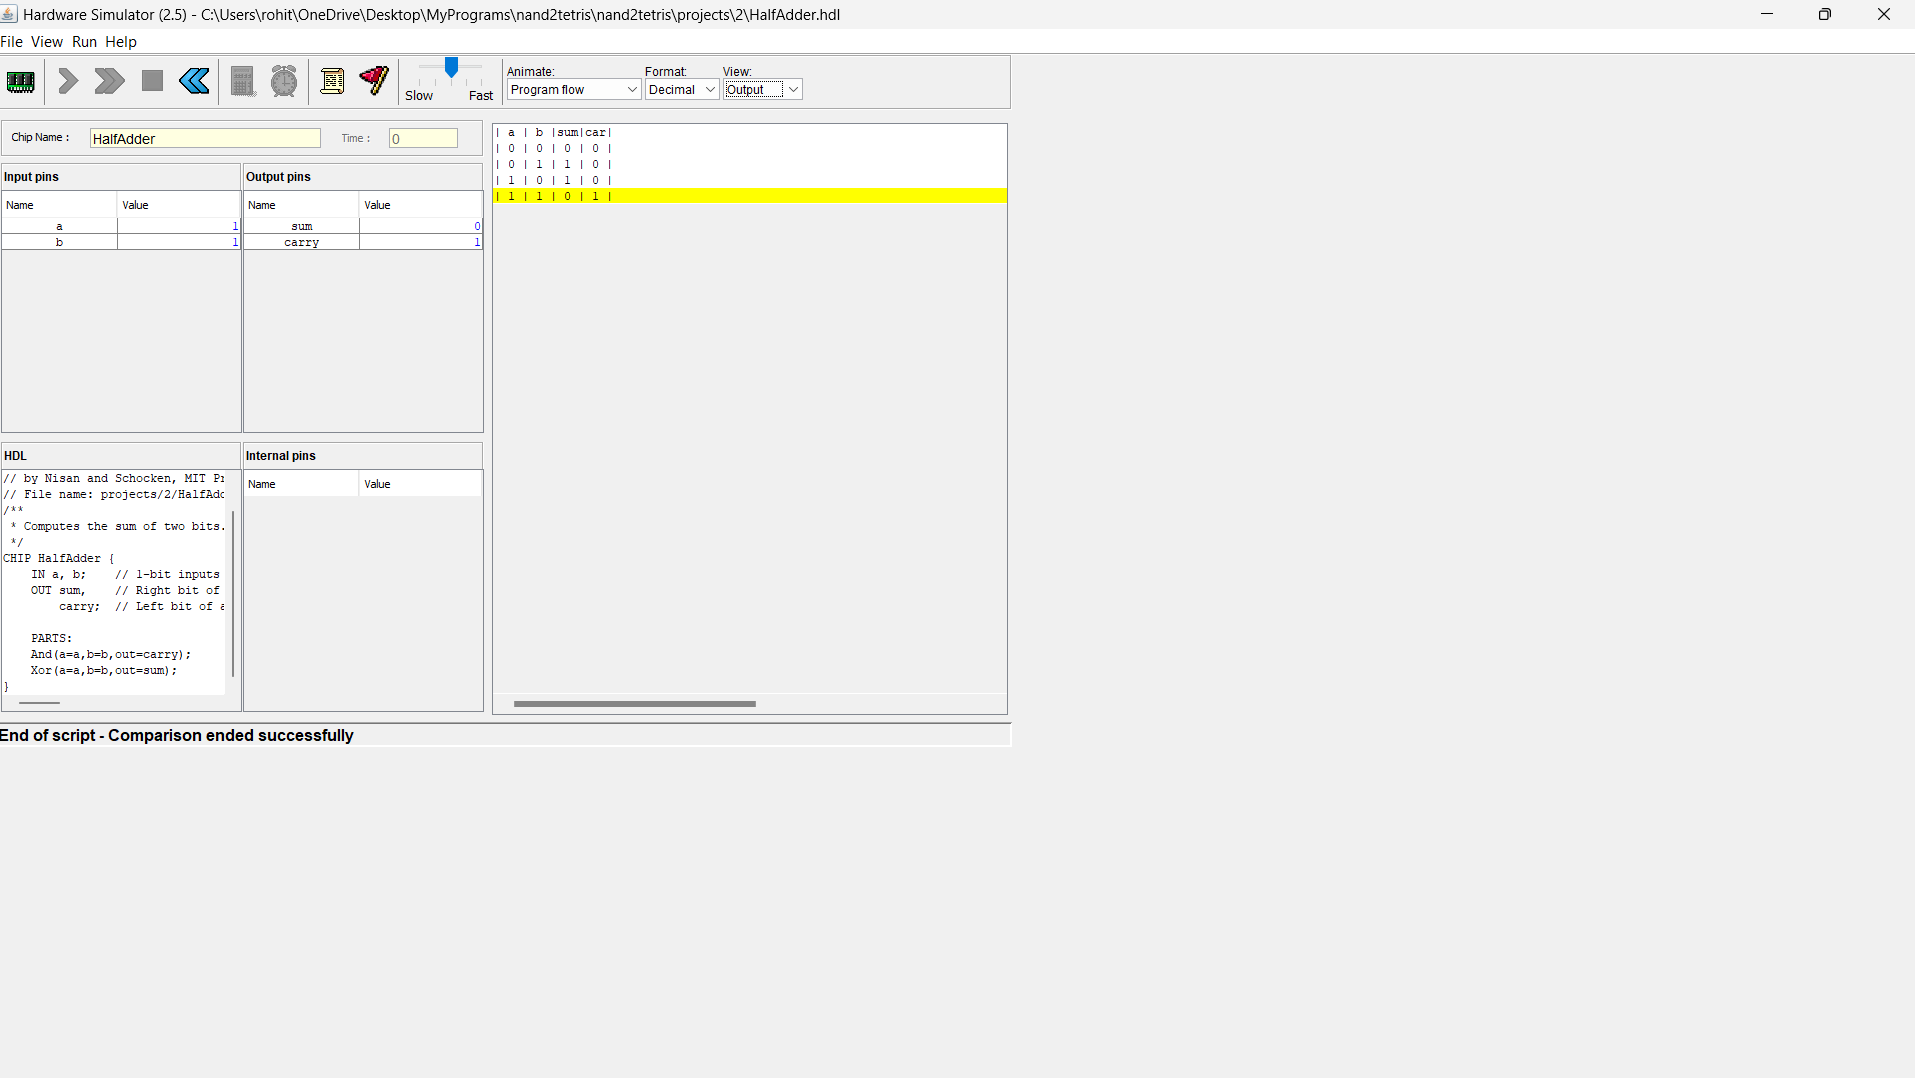 Hardware Simulator (2.5) - C:\Users\rohit\OneDrive\Desktop\MyPrograms\nand2tetris\nand2tetris\projects\2\HalfAdder.hdl
File View Run Help
Animate: Format: View:
Slow Fast Program flow Decimal Output
Chip Name : HalfAdder Time : 0
Input pins
Name Value
a 1
b 1
Output pins
Name Value
sum 0
carry 1
| a | b |sum|car|
| 0 | 0 | 0 | 0 |
| 0 | 1 | 1 | 0 |
| 1 | 0 | 1 | 0 |
| 1 | 1 | 0 | 1 |
HDL
// by Nisan and Schocken, MIT Pr
// File name: projects/2/HalfAdd
/**
* Computes the sum of two bits.
*/
CHIP HalfAdder {
IN a, b; // 1-bit inputs
OUT sum, // Right bit of
carry; // Left bit of a
PARTS:
And(a=a,b=b,out=carry);
Xor(a=a,b=b,out=sum);
}
Internal pins
Name Value
End of script - Comparison ended successfully